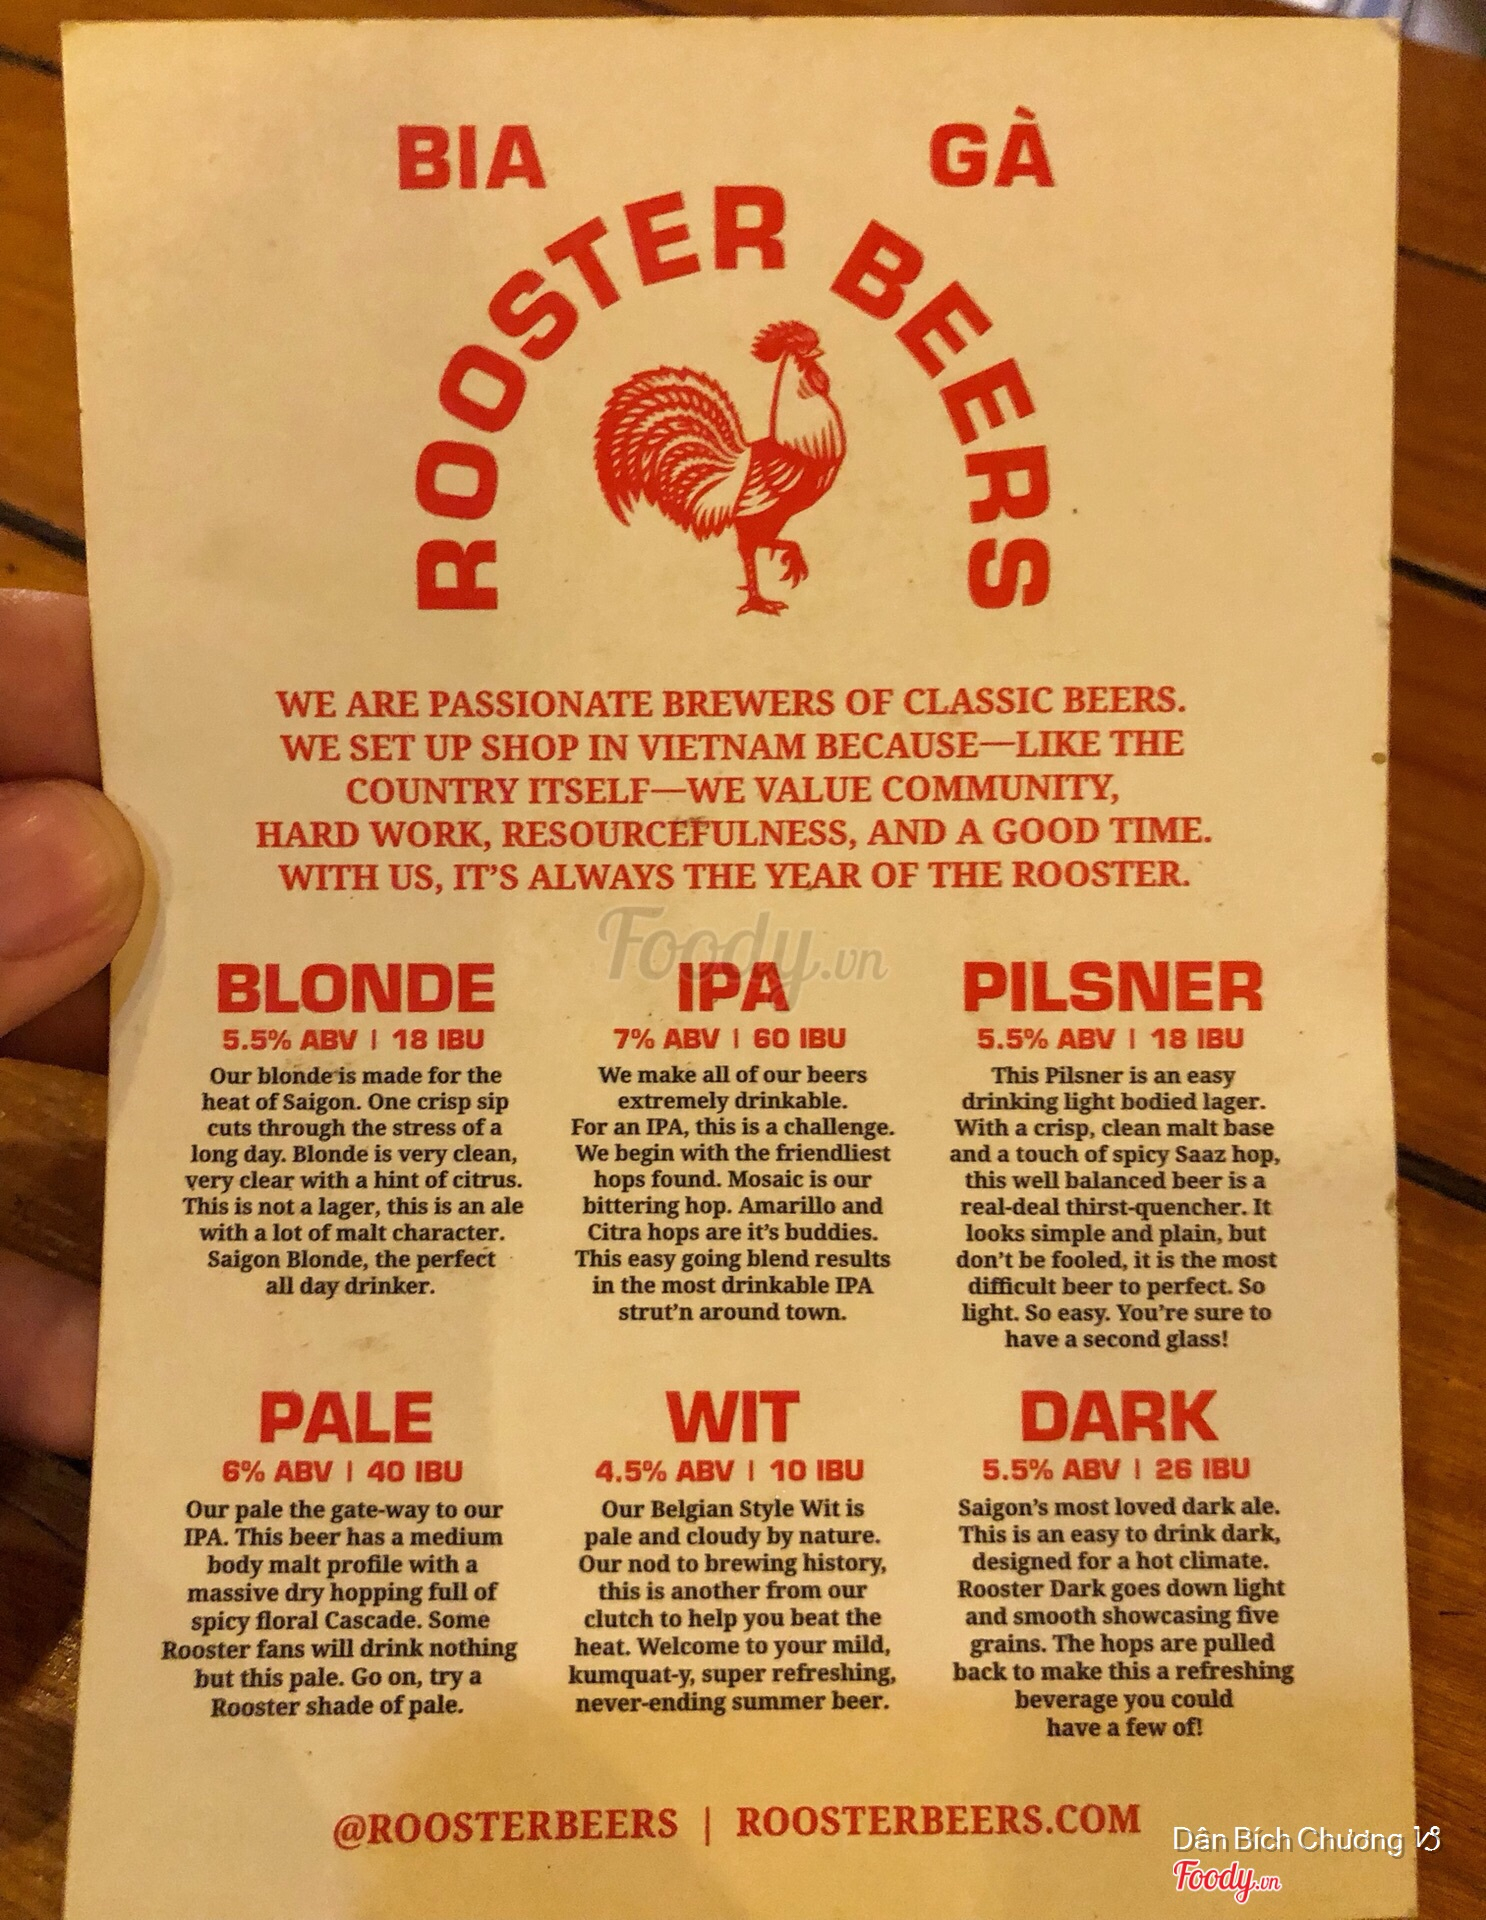 BIA GÀ
ROOSTER BEERS
WE ARE PASSIONATE BREWERS OF CLASSIC BEERS.
WE SET UP SHOP IN VIETNAM BECAUSE—LIKE THE
COUNTRY ITSELF—WE VALUE COMMUNITY,
HARD WORK, RESOURCEFULNESS, AND A GOOD TIME.
WITH US, IT'S ALWAYS THE YEAR OF THE ROOSTER.
Foody.vn
BLONDE
5.5% ABV | 18 IBU
Our blonde is made for the
heat of Saigon. One crisp sip
cuts through the stress of a
long day. Blonde is very clean,
very clear with a hint of citrus.
This is not a lager, this is an ale
with a lot of malt character.
Saigon Blonde, the perfect
all day drinker.
IPA
7% ABV | 60 IBU
We make all of our beers
extremely drinkable.
For an IPA, this is a challenge.
We begin with the friendliest
hops found. Mosaic is our
bittering hop. Amarillo and
Citra hops are it's buddies.
This easy going blend results
in the most drinkable IPA
strut'n around town.
PILSNER
5.5% ABV | 18 IBU
This Pilsner is an easy
drinking light bodied lager.
With a crisp, clean malt base
and a touch of spicy Saaz hop,
this well balanced beer is a
real-deal thirst-quencher. It
looks simple and plain, but
don't be fooled, it is the most
difficult beer to perfect. So
light. So easy. You're sure to
have a second glass!
PALE
6% ABV | 40 IBU
Our pale the gate-way to our
IPA. This beer has a medium
body malt profile with a
massive dry hopping full of
spicy floral Cascade. Some
Rooster fans will drink nothing
but this pale. Go on, try a
Rooster shade of pale.
WIT
4.5% ABV | 10 IBU
Our Belgian Style Wit is
pale and cloudy by nature.
Our nod to brewing history,
this is another from our
clutch to help you beat the
heat. Welcome to your mild,
kumquat-y, super refreshing,
never-ending summer beer.
DARK
5.5% ABV | 26 IBU
Saigon's most loved dark ale.
This is an easy to drink dark,
designed for a hot climate.
Rooster Dark goes down light
and smooth showcasing five
grains. The hops are pulled
back to make this a refreshing
beverage you could
have a few of!
@ROOSTERBEERS | ROOSTERBEERS.COM
Dân Bích Chương ♑
Foody.vn